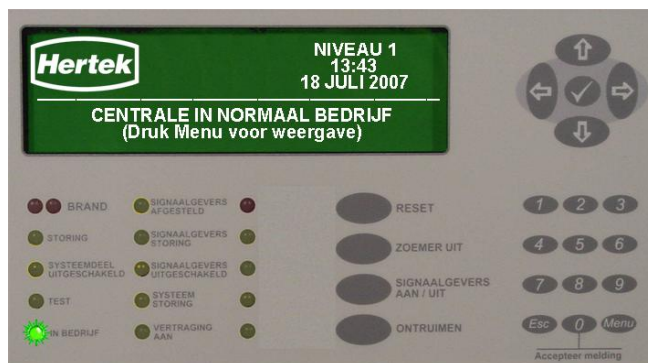 Hertek
NIVEAU 1
13:43
18 JULI 2007
CENTRALE IN NORMAAL BEDRIJF
(Druk Menu voor weergave)
BRAND
STORING
SYSTEEMDEEL
UITGESCHAKELD
TEST
IN BEDRIJF
SIGNAALGEVERS
AFGESTELD
SIGNAALGEVERS
STORING
SIGNAALGEVERS
UITGESCHAKELD
SYSTEEM
STORING
VERTRAGING
AAN
RESET
ZOEMER UIT
SIGNAALGEVERS
AAN / UIT
ONTRUIMEN
1 2 3
4 5 6
7 8 9
Esc 0 Menu
Accepteer melding